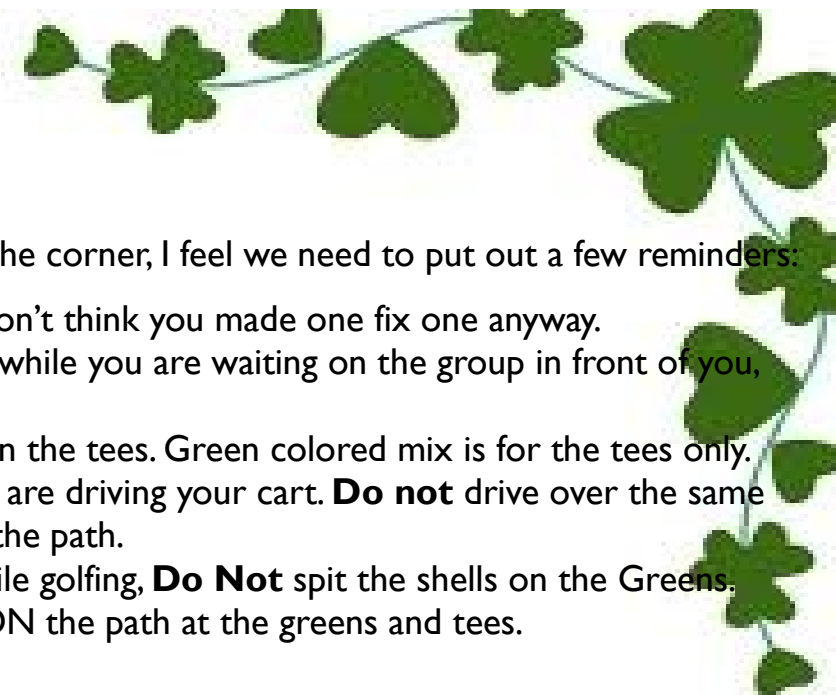 he corner, I feel we need to put out a few reminders:
on’t think you made one fix one anyway.
while you are waiting on the group in front of you,
n the tees. Green colored mix is for the tees only.
are driving your cart. Do not drive over the same
the path.
ile golfing, Do Not spit the shells on the Greens.
ON the path at the greens and tees.